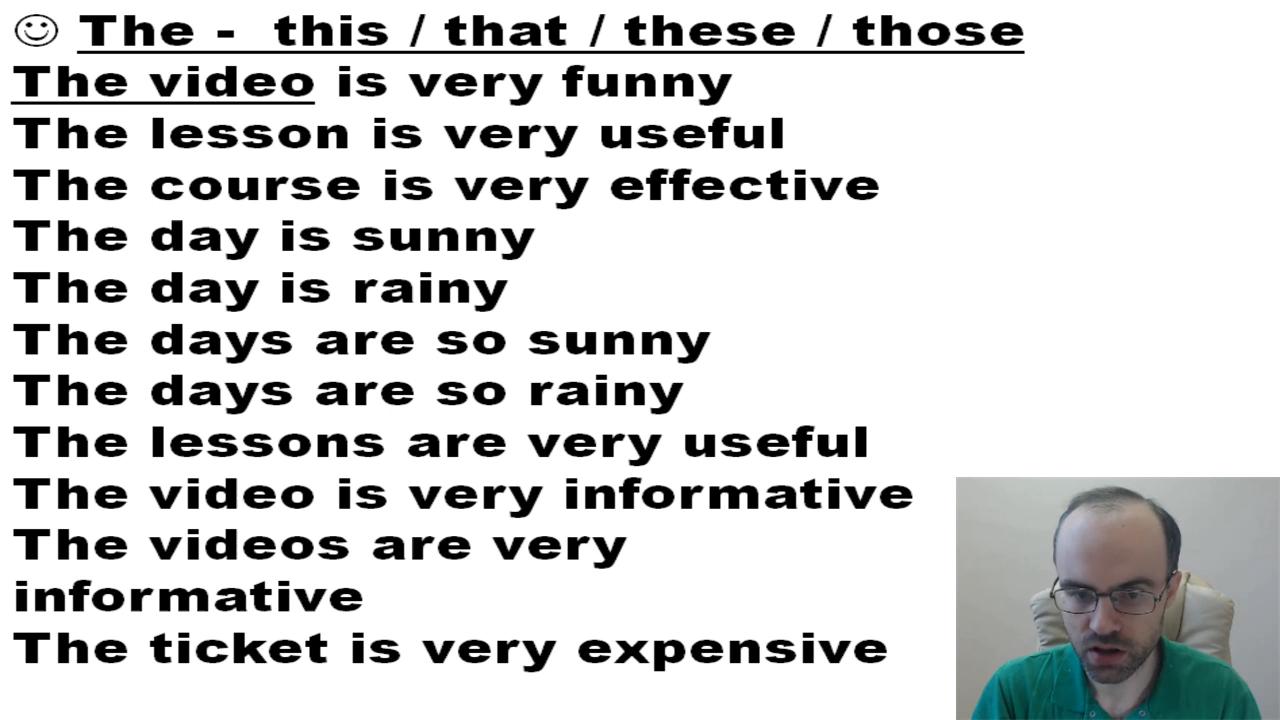 ☺ The - this / that / these / those
The video is very funny
The lesson is very useful
The course is very effective
The day is sunny
The day is rainy
The days are so sunny
The days are so rainy
The lessons are very useful
The video is very informative
The videos are very
informative
The ticket is very expensive